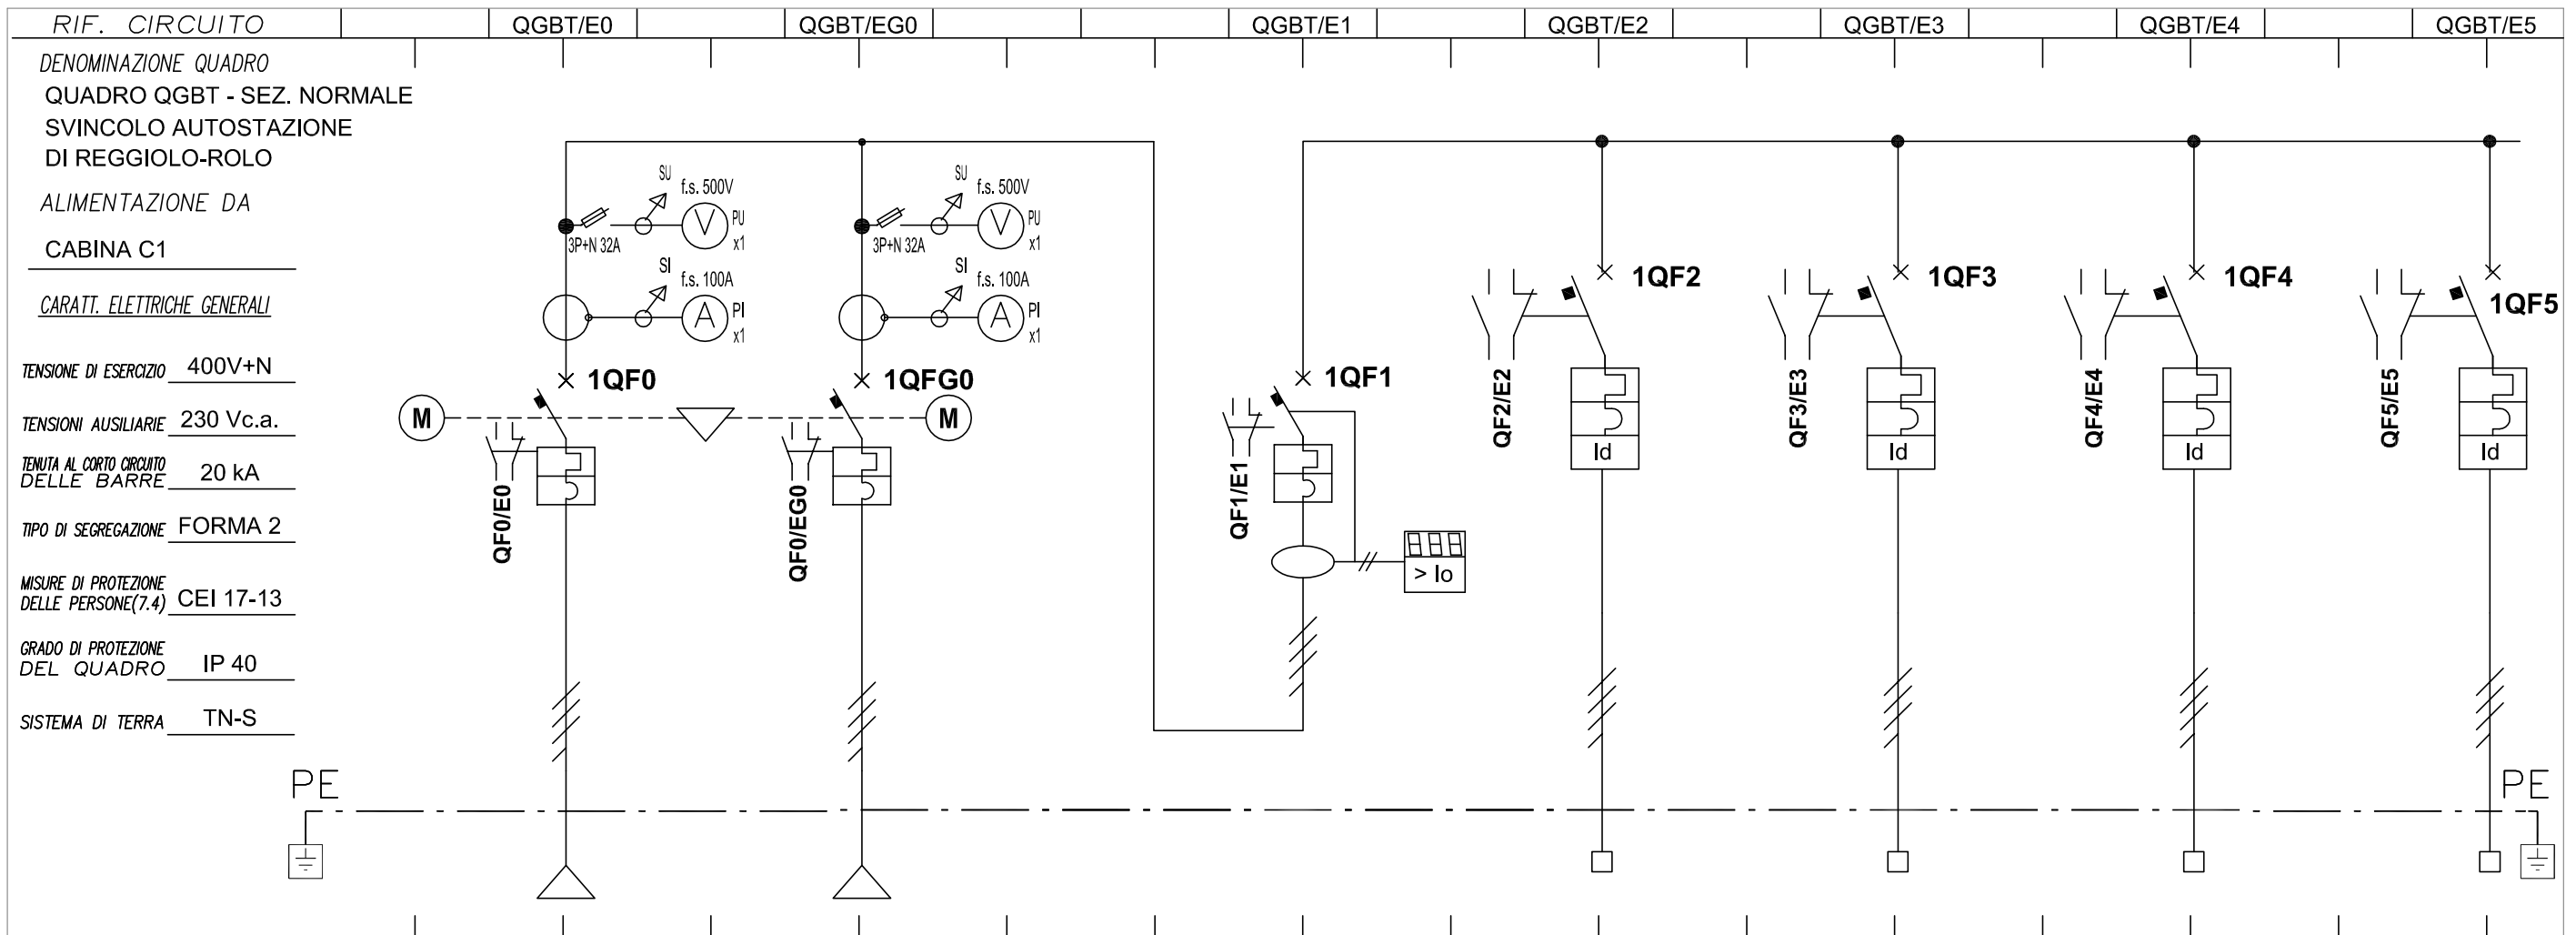 RIF. CIRCUITO QGBT/E0 QGBT/EG0 QGBT/E1 QGBT/E2 QGBT/E3 QGBT/E4 QGBT/E5
DENOMINAZIONE QUADRO
QUADRO QGBT - SEZ. NORMALE
SVINCOLO AUTOSTAZIONE
DI REGGIOLO-ROLO
ALIMENTAZIONE DA
CABINA C1
CARATT. ELETTRICHE GENERALI
TENSIONE DI ESERCIZIO 400V+N
TENSIONI AUSILIARIE 230 Vc.a.
TENUTA AL CORTO CIRCUITO
DELLE BARRE 20 kA
TIPO DI SEGREGAZIONE FORMA 2
MISURE DI PROTEZIONE
DELLE PERSONE(7.4) CEI 17-13
GRADO DI PROTEZIONE
DEL QUADRO IP 40
SISTEMA DI TERRA TN-S
PE
SU
f.s. 500V
V
PU
x1
3P+N 32A
SI
f.s. 100A
A
PI
x1
1QF0
M
QF0/E0
SU
f.s. 500V
V
PU
x1
3P+N 32A
SI
f.s. 100A
A
PI
x1
1QFG0
M
QF0/EG0
1QF1
QF1/E1
> Io
1QF2
QF2/E2
Id
1QF3
QF3/E3
Id
1QF4
QF4/E4
Id
1QF5
QF5/E5
Id
PE